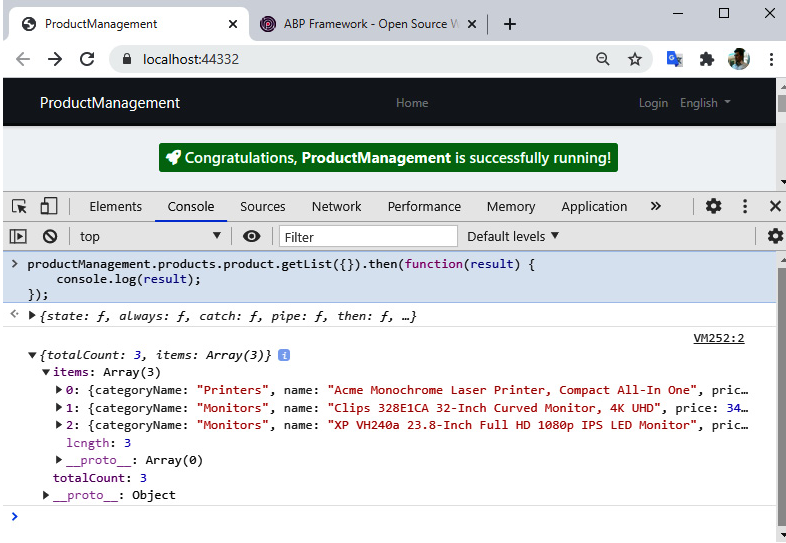 ProductManagement
ABP Framework - Open Source W
localhost:44332
ProductManagement Home Login English
Congratulations, ProductManagement is successfully running!
Elements Console Sources Network Performance Memory Application »
top Filter Default levels
> productManagement.products.product.getList({}).then(function(result) {
console.log(result);
});
{state: ƒ, always: ƒ, catch: ƒ, pipe: ƒ, then: ƒ, …}
VM252:2
{totalCount: 3, items: Array(3)} i
items: Array(3)
0: {categoryName: "Printers", name: "Acme Monochrome Laser Printer, Compact All-In One", pric…
1: {categoryName: "Monitors", name: "Clips 328E1CA 32-Inch Curved Monitor, 4K UHD", price: 34…
2: {categoryName: "Monitors", name: "XP VH240a 23.8-Inch Full HD 1080p IPS LED Monitor", pric…
length: 3
__proto__: Array(0)
totalCount: 3
__proto__: Object
>